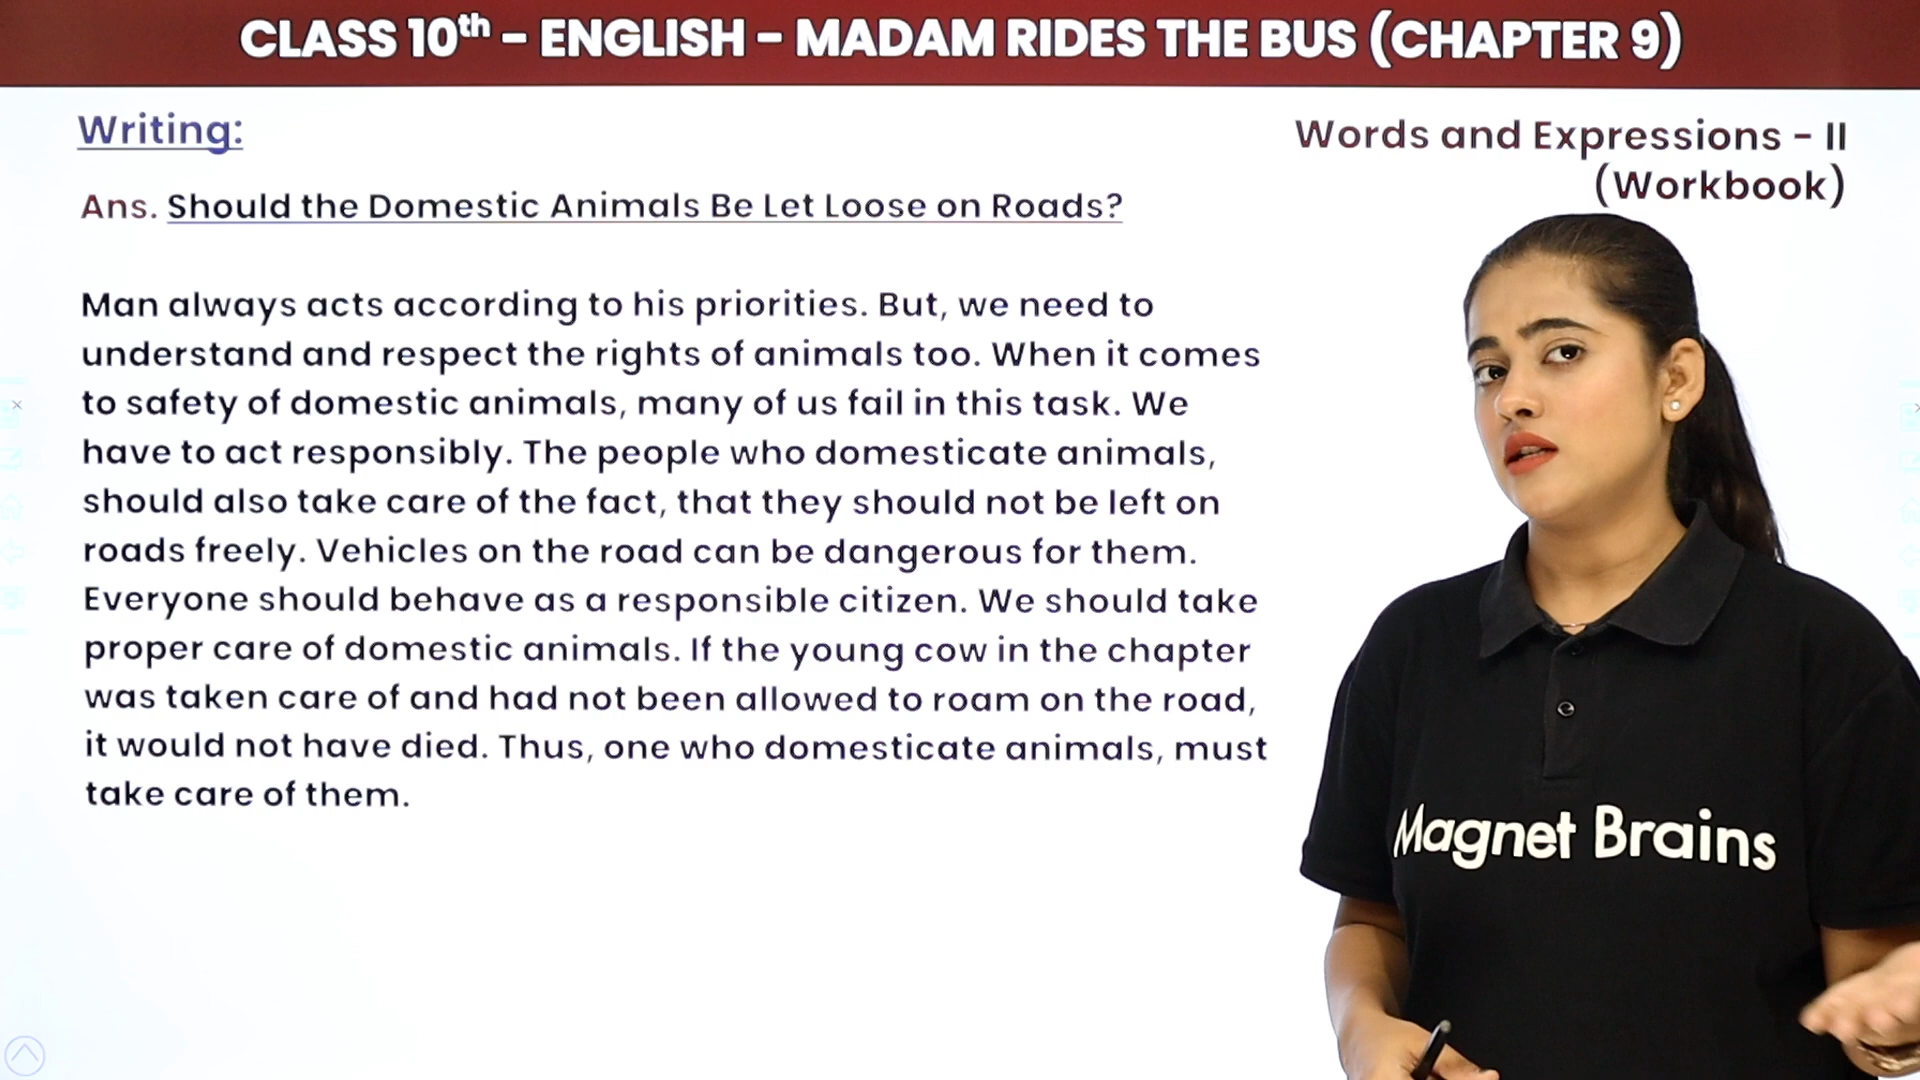 CLASS 10th - ENGLISH - MADAM RIDES THE BUS (CHAPTER 9)
Writing:
Words and Expressions - II
(Workbook)
Ans. Should the Domestic Animals Be Let Loose on Roads?
Man always acts according to his priorities. But, we need to
understand and respect the rights of animals too. When it comes
to safety of domestic animals, many of us fail in this task. We
have to act responsibly. The people who domesticate animals,
should also take care of the fact, that they should not be left on
roads freely. Vehicles on the road can be dangerous for them.
Everyone should behave as a responsible citizen. We should take
proper care of domestic animals. If the young cow in the chapter
was taken care of and had not been allowed to roam on the road,
it would not have died. Thus, one who domesticate animals, must
take care of them.
Magnet Brains